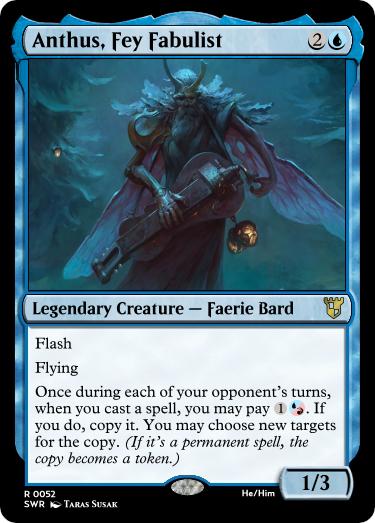 Anthus, Fey Fabulist 2
Legendary Creature — Faerie Bard
Flash
Flying
Once during each of your opponent's turns,
when you cast a spell, you may pay 1 . If
you do, copy it. You may choose new targets
for the copy. (If it's a permanent spell, the
copy becomes a token.)
1/3
R 0052 He/Him
SWR Taras Susak